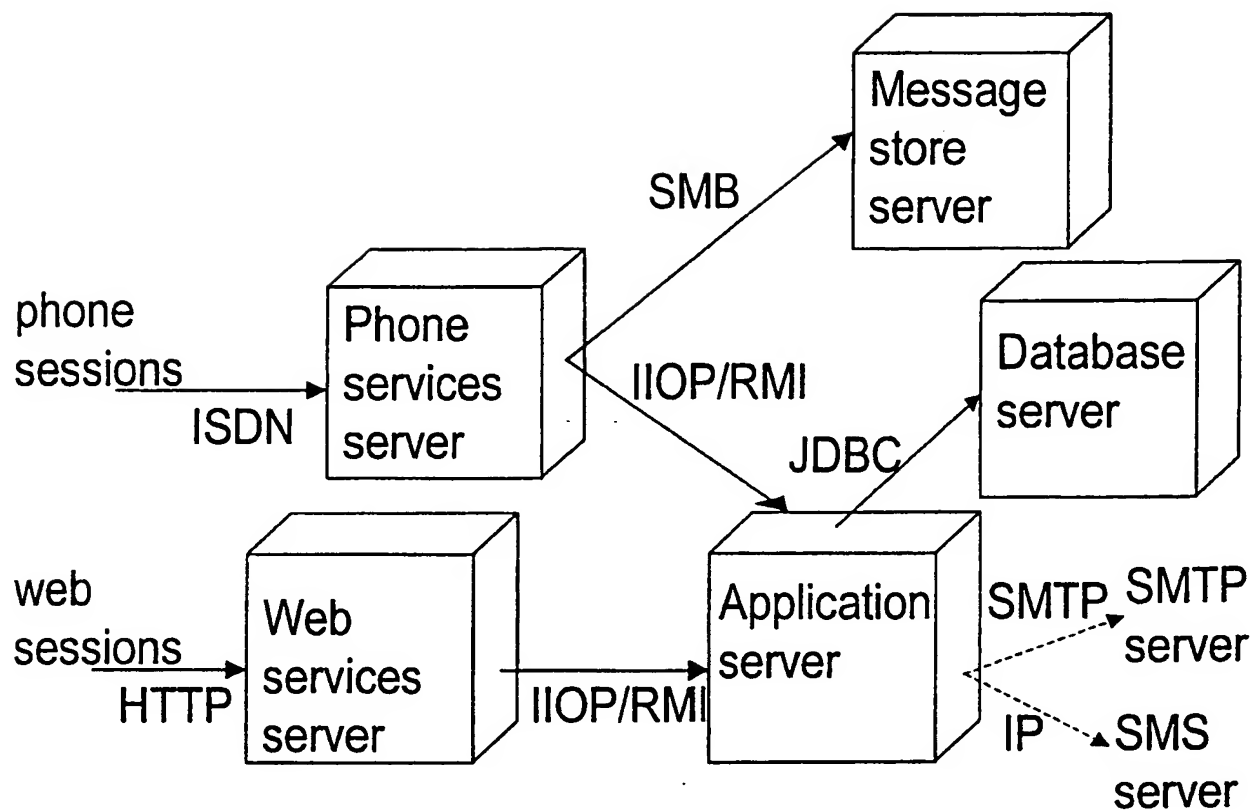 Message
store
server
SMB
phone
sessions
ISDN
Phone
services
server
IIOP/RMI
Database
server
JDBC
web
sessions
HTTP
Web
services
server
IIOP/RMI
Application
server
SMTP
SMTP
server
IP
SMS
server